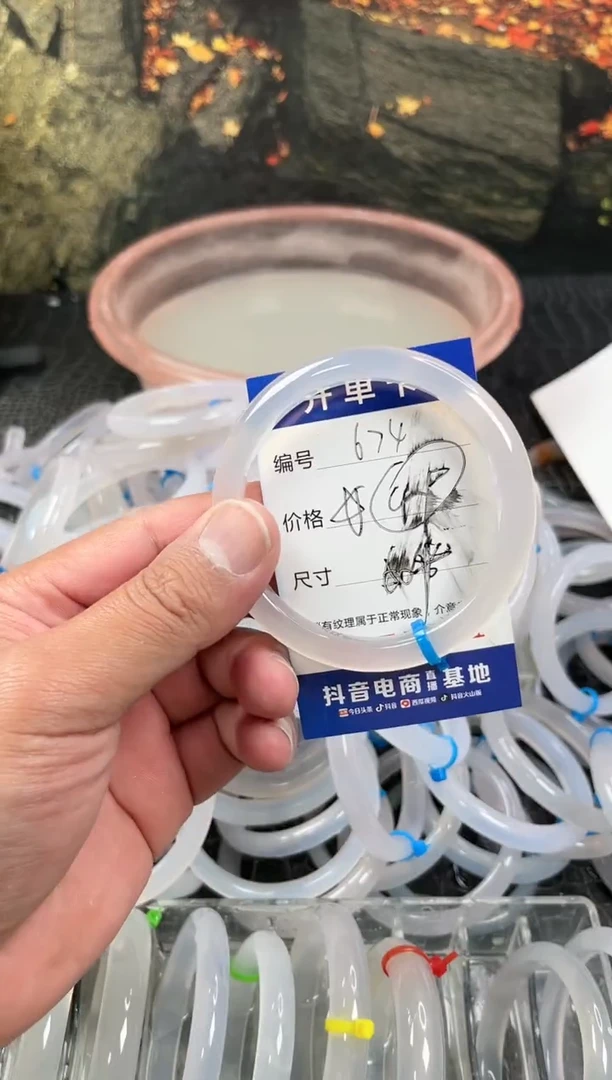 开单卡
编号 674
价格
尺寸
有纹理属于正常现象，介意
抖音电商直播基地
今日头条 抖音 西瓜视频 抖音火山版